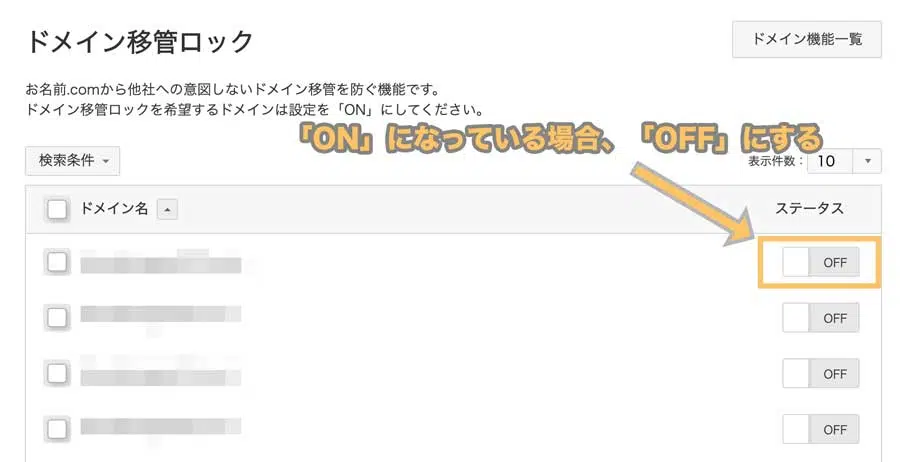 ドメイン移管ロック
ドメイン機能一覧
お名前.comから他社への意図しないドメイン移管を防ぐ機能です。
ドメイン移管ロックを希望するドメインは設定を「ON」にしてください。
「ON」になっている場合、「OFF」にする
検索条件
表示件数： 10
ドメイン名
ステータス
OFF
OFF
OFF
OFF